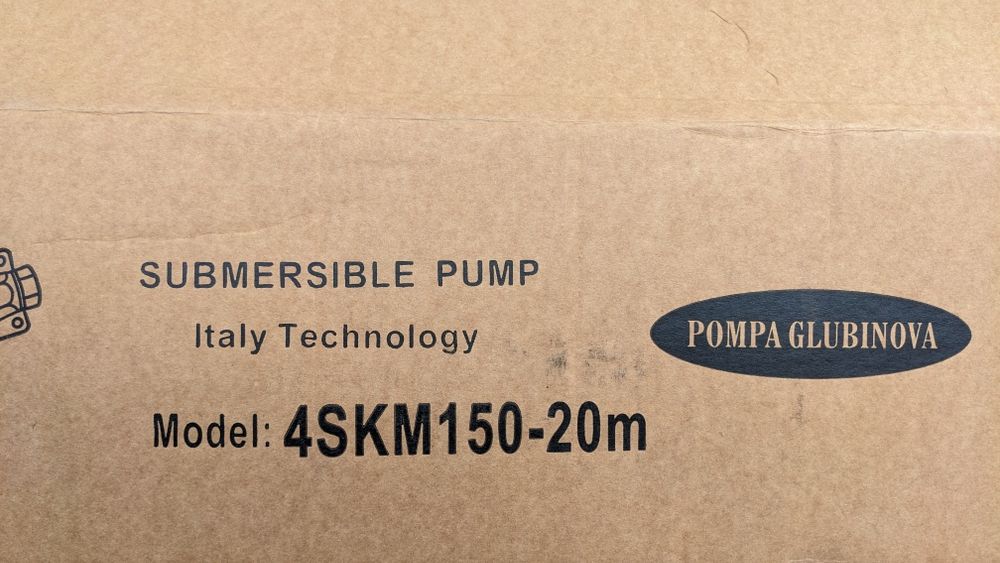 SUBMERSIBLE PUMP
Italy Technology
POMPA GLUBINOVA
Model: 4SKM150-20m